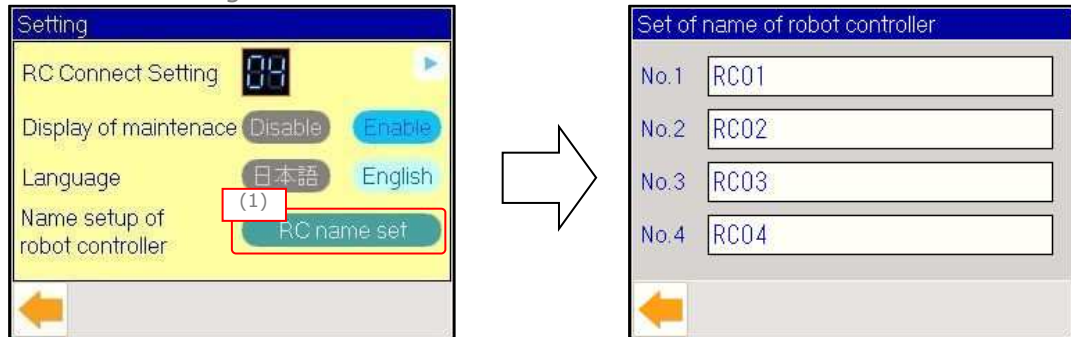 Setting
RC Connect Setting 04
Display of maintenace Disable Enable
Language 日本語 English
(1)
Name setup of
robot controller
RC name set
Set of name of robot controller
No.1 RC01
No.2 RC02
No.3 RC03
No.4 RC04